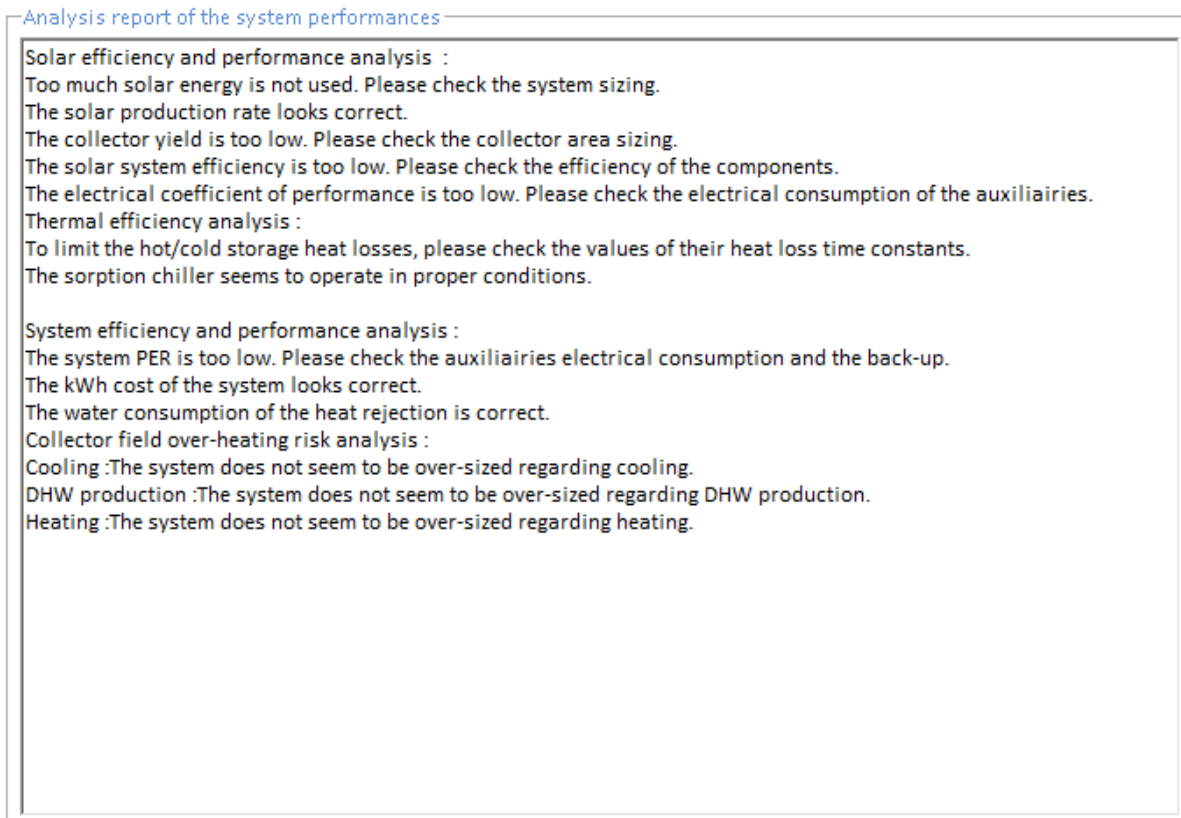 Analysis report of the system performances
Solar efficiency and performance analysis :
Too much solar energy is not used. Please check the system sizing.
The solar production rate looks correct.
The collector yield is too low. Please check the collector area sizing.
The solar system efficiency is too low. Please check the efficiency of the components.
The electrical coefficient of performance is too low. Please check the electrical consumption of the auxiliairies.
Thermal efficiency analysis :
To limit the hot/cold storage heat losses, please check the values of their heat loss time constants.
The sorption chiller seems to operate in proper conditions.
System efficiency and performance analysis :
The system PER is too low. Please check the auxiliairies electrical consumption and the back-up.
The kWh cost of the system looks correct.
The water consumption of the heat rejection is correct.
Collector field over-heating risk analysis :
Cooling :The system does not seem to be over-sized regarding cooling.
DHW production :The system does not seem to be over-sized regarding DHW production.
Heating :The system does not seem to be over-sized regarding heating.